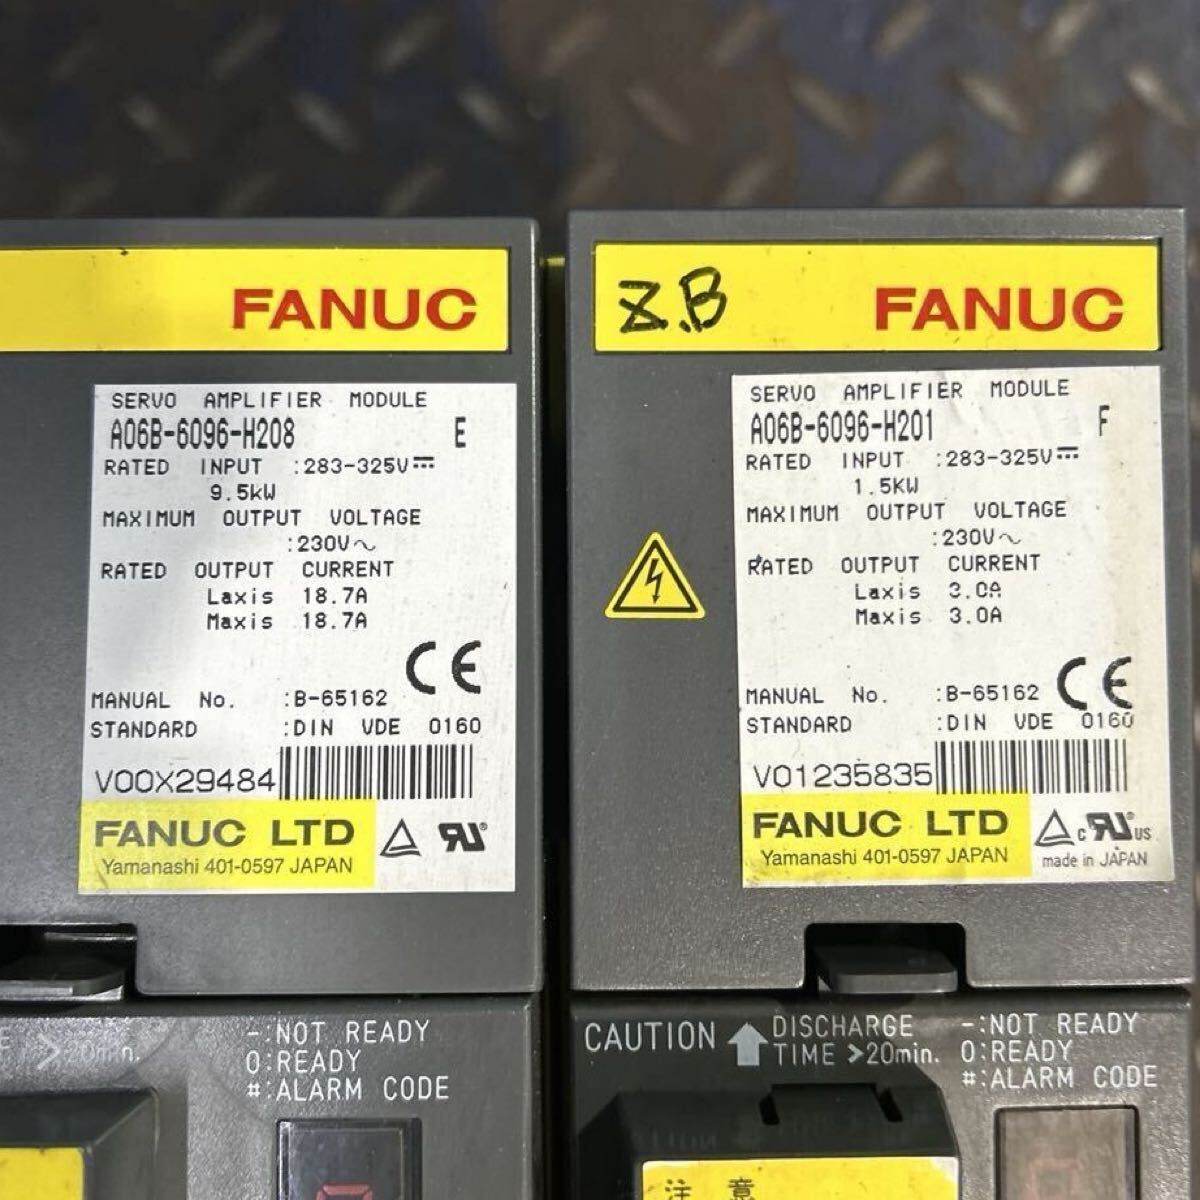 FANUC
SERVO AMPLIFIER MODULE
A06B-6096-H208 E
RATED INPUT :283-325V⎓
9.5kW
MAXIMUM OUTPUT VOLTAGE
:230V～
RATED OUTPUT CURRENT
Laxis 18.7A
Maxis 18.7A
CE
MANUAL No. :B-65162
STANDARD :DIN VDE 0160
V00X29484
FANUC LTD
Yamanashi 401-0597 JAPAN
20min.
-:NOT READY
0:READY
#:ALARM CODE
Z.B FANUC
SERVO AMPLIFIER MODULE
A06B-6096-H201 F
RATED INPUT :283-325V⎓
1.5KW
MAXIMUM OUTPUT VOLTAGE
:230V～
RATED OUTPUT CURRENT
Laxis 3.0A
Maxis 3.0A
CE
MANUAL No. :B-65162
STANDARD :DIN VDE 0160
V01235835
FANUC LTD
Yamanashi 401-0597 JAPAN
c RU US
made in JAPAN
CAUTION
DISCHARGE
TIME >20min.
-:NOT READY
0:READY
#:ALARM CODE
注 意